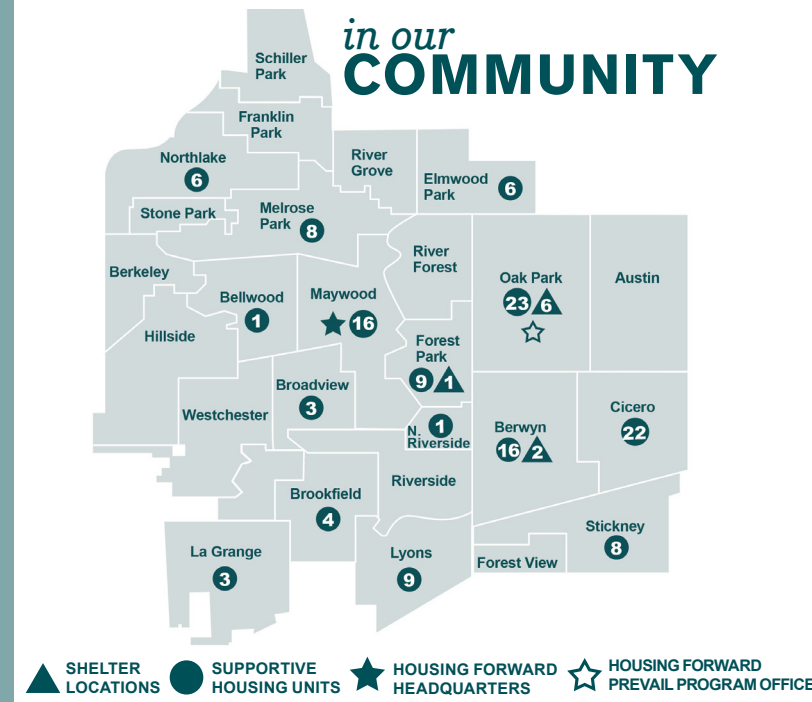 in our
COMMUNITY
Schiller
Park
Franklin
Park
Northlake
6
River
Grove
Elmwood
Park
6
Stone Park
Melrose
Park
8
Berkeley
River
Forest
Oak Park
23 6
Austin
Bellwood
1
Maywood
16
Hillside
Forest
Park
9 1
Westchester
Broadview
3
N.
Riverside
1
Berwyn
16 2
Cicero
22
Brookfield
4
Riverside
Stickney
8
La Grange
3
Lyons
9
Forest View
SHELTER
LOCATIONS
SUPPORTIVE
HOUSING UNITS
HOUSING FORWARD
HEADQUARTERS
HOUSING FORWARD
PREVAIL PROGRAM OFFICE